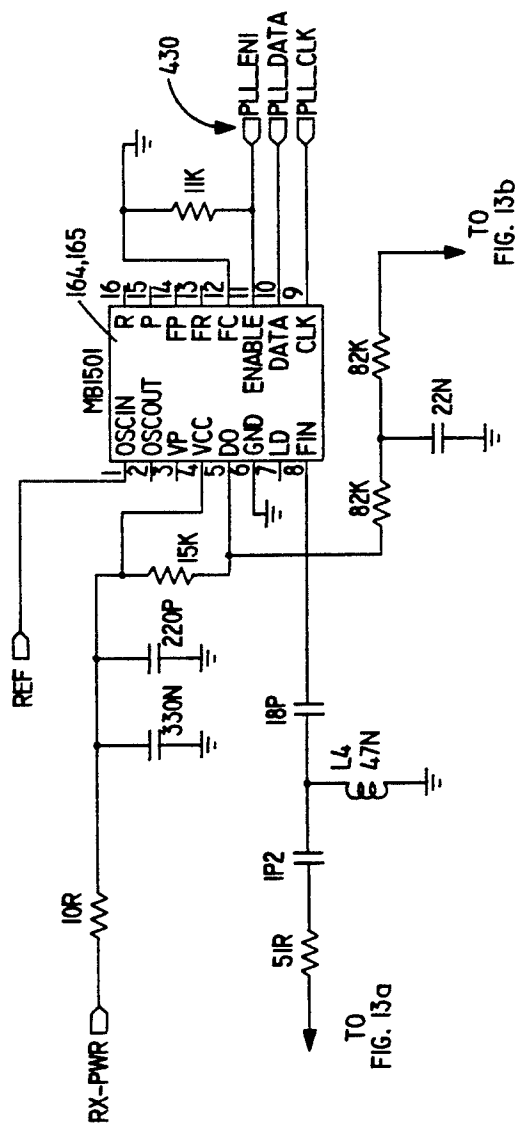 430
PLL_EN1
PLL_DATA
PLL_CLK
11K
164,165
MB1501
1 OSCIN
2 OSCOUT
3 VP
4 VCC
5 DO
6 GND
7 LD
8 FIN
R 16
P 15
FP 14
FR 13
FC 12
ENABLE 11
DATA 10
CLK 9
REF
15K
220P
330N
10R
RX-PWR
82K
82K
22N
TO
FIG. 13b
18P
L4
47N
1P2
51R
TO
FIG. 13a